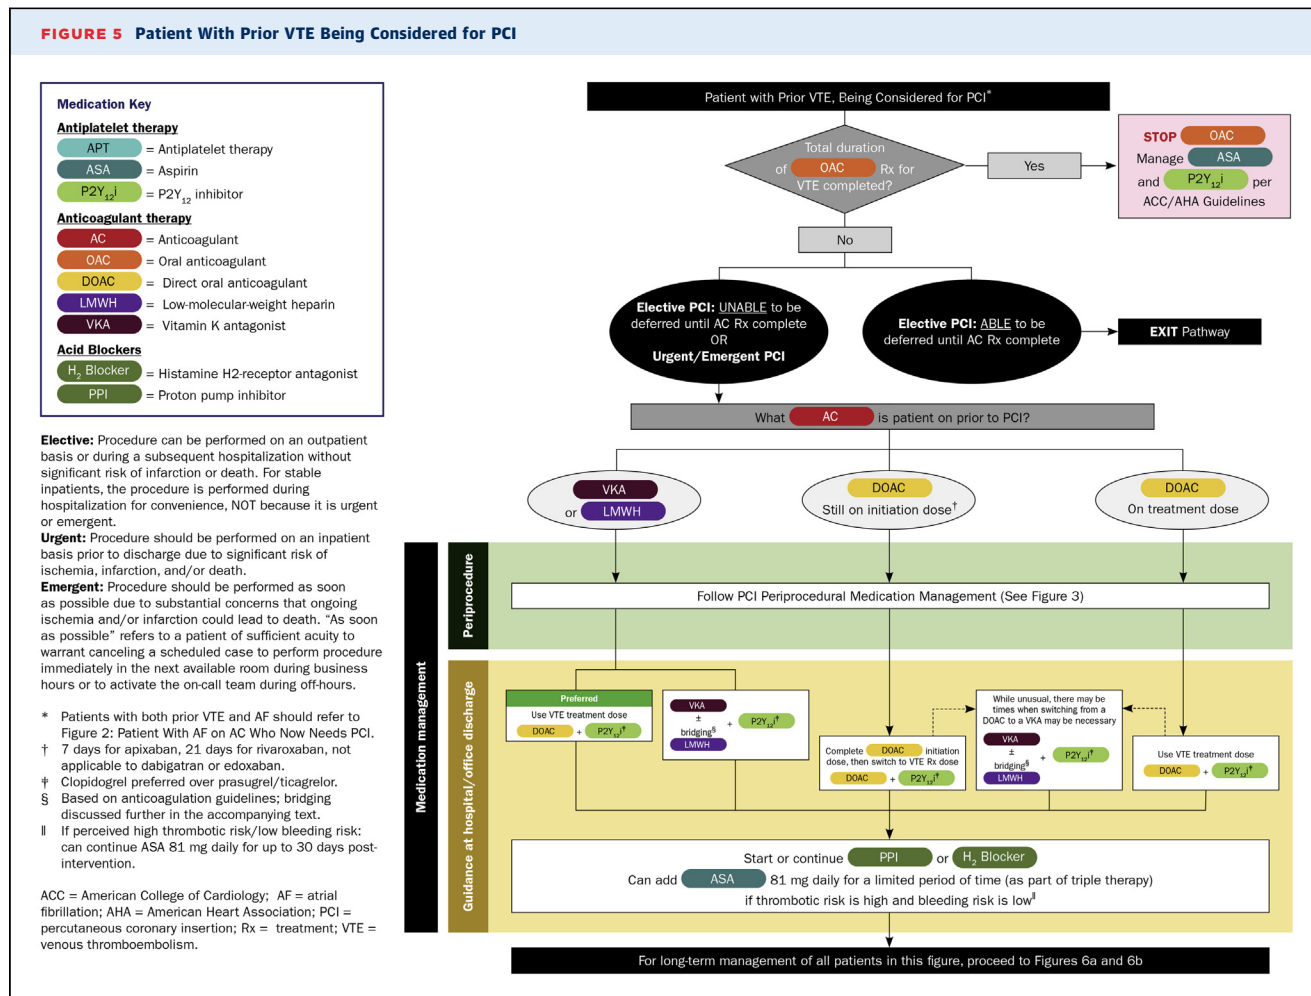 FIGURE 5 Patient With Prior VTE Being Considered for PCI
Medication Key
Antiplatelet therapy
APT = Antiplatelet therapy
ASA = Aspirin
P2Y₁₂i = P2Y₁₂ inhibitor
Anticoagulant therapy
AC = Anticoagulant
OAC = Oral anticoagulant
DOAC = Direct oral anticoagulant
LMWH = Low-molecular-weight heparin
VKA = Vitamin K antagonist
Acid Blockers
H₂ Blocker = Histamine H2-receptor antagonist
PPI = Proton pump inhibitor
Elective: Procedure can be performed on an outpatient
basis or during a subsequent hospitalization without
significant risk of infarction or death. For stable
inpatients, the procedure is performed during
hospitalization for convenience, NOT because it is urgent
or emergent.
Urgent: Procedure should be performed on an inpatient
basis prior to discharge due to significant risk of
ischemia, infarction, and/or death.
Emergent: Procedure should be performed as soon
as possible due to substantial concerns that ongoing
ischemia and/or infarction could lead to death. “As soon
as possible” refers to a patient of sufficient acuity to
warrant canceling a scheduled case to perform procedure
immediately in the next available room during business
hours or to activate the on-call team during off-hours.
* Patients with both prior VTE and AF should refer to
Figure 2: Patient With AF on AC Who Now Needs PCI.
† 7 days for apixaban, 21 days for rivaroxaban, not
applicable to dabigatran or edoxaban.
‡ Clopidogrel preferred over prasugrel/ticagrelor.
§ Based on anticoagulation guidelines; bridging
discussed further in the accompanying text.
‖ If perceived high thrombotic risk/low bleeding risk:
can continue ASA 81 mg daily for up to 30 days post-
intervention.
ACC = American College of Cardiology; AF = atrial
fibrillation; AHA = American Heart Association; PCI =
percutaneous coronary insertion; Rx = treatment; VTE =
venous thromboembolism.
Patient with Prior VTE, Being Considered for PCI*
Total duration
of OAC Rx for
VTE completed?
Yes
STOP OAC
Manage ASA
and P2Y₁₂i per
ACC/AHA Guidelines
No
Elective PCI: UNABLE to be
deferred until AC Rx complete
OR
Urgent/Emergent PCI
Elective PCI: ABLE to be
deferred until AC Rx complete
EXIT Pathway
What AC is patient on prior to PCI?
VKA
or LMWH
DOAC
Still on initiation dose†
DOAC
On treatment dose
Medication management
Periprocedure
Follow PCI Periprocedural Medication Management (See Figure 3)
Guidance at hospital/office discharge
Preferred
Use VTE treatment dose
DOAC + P2Y₁₂i‡
VKA
±
bridging§
LMWH
+ P2Y₁₂i‡
Complete DOAC initiation
dose, then switch to VTE Rx dose
DOAC + P2Y₁₂i‡
While unusual, there may be
times when switching from a
DOAC to a VKA may be necessary
VKA
±
bridging§
LMWH
+ P2Y₁₂i‡
Use VTE treatment dose
DOAC + P2Y₁₂i‡
Start or continue PPI or H₂ Blocker
Can add ASA 81 mg daily for a limited period of time (as part of triple therapy)
if thrombotic risk is high and bleeding risk is low‖
For long-term management of all patients in this figure, proceed to Figures 6a and 6b